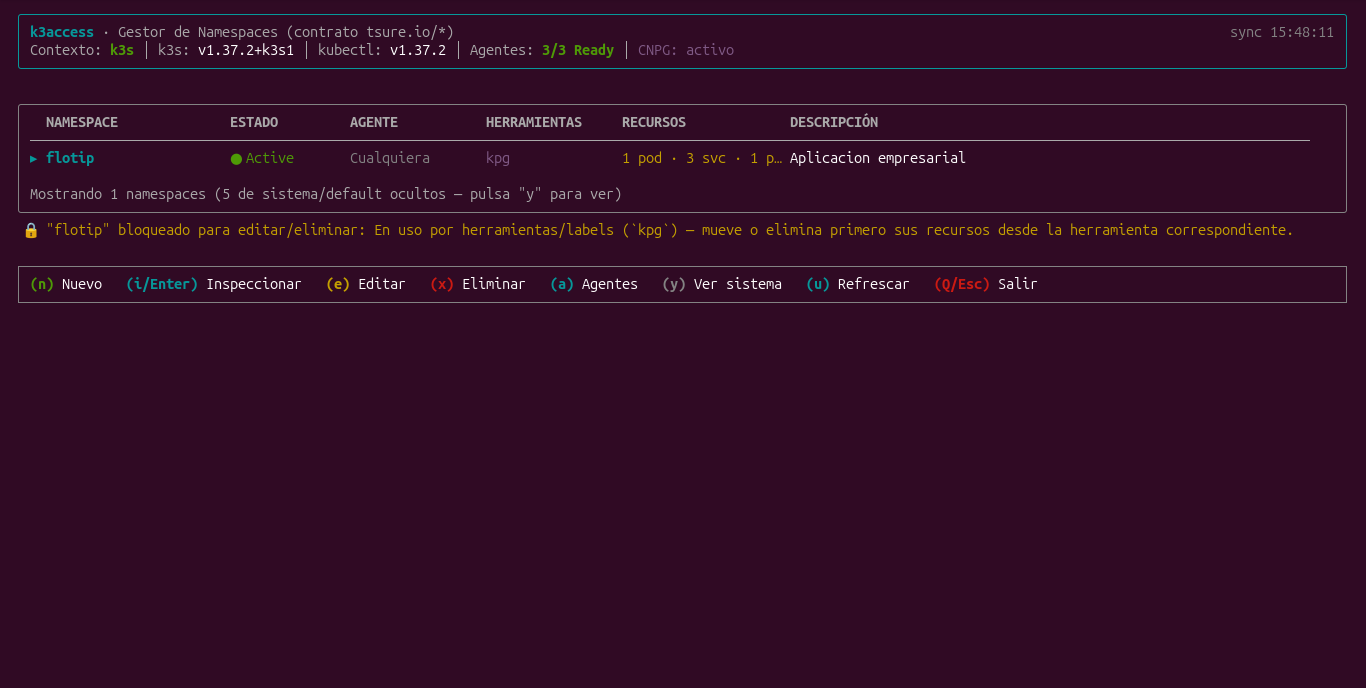 k3access · Gestor de Namespaces (contrato tsure.io/*) sync 15:48:11
Contexto: k3s │ k3s: v1.37.2+k3s1 │ kubectl: v1.37.2 │ Agentes: 3/3 Ready │ CNPG: activo
NAMESPACE ESTADO AGENTE HERRAMIENTAS RECURSOS DESCRIPCIÓN
▸ flotip ● Active Cualquiera kpg 1 pod · 3 svc · 1 p… Aplicacion empresarial
Mostrando 1 namespaces (5 de sistema/default ocultos — pulsa "y" para ver)
🔒 "flotip" bloqueado para editar/eliminar: En uso por herramientas/labels (`kpg`) — mueve o elimina primero sus recursos desde la herramienta correspondiente.
(n) Nuevo (i/Enter) Inspeccionar (e) Editar (x) Eliminar (a) Agentes (y) Ver sistema (u) Refrescar (Q/Esc) Salir